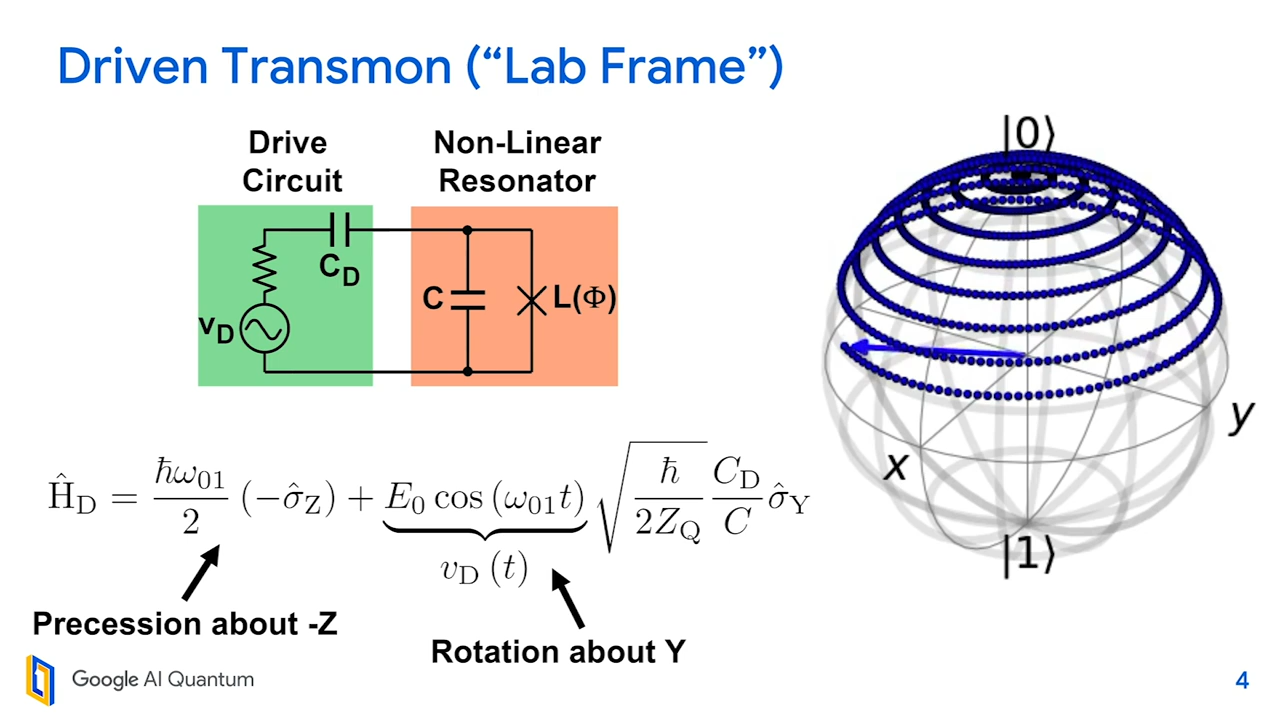 Driven Transmon (“Lab Frame”)
Drive
Circuit
Non-Linear
Resonator
C_D
v_D
C
L(Φ)
|0⟩
x
y
|1⟩
Ĥ_D = ħω₀₁/2 (−σ̂_Z) + E₀ cos (ω₀₁t) √(ħ/2Z_Q) C_D/C σ̂_Y
v_D (t)
Precession about -Z
Rotation about Y
Google AI Quantum
4